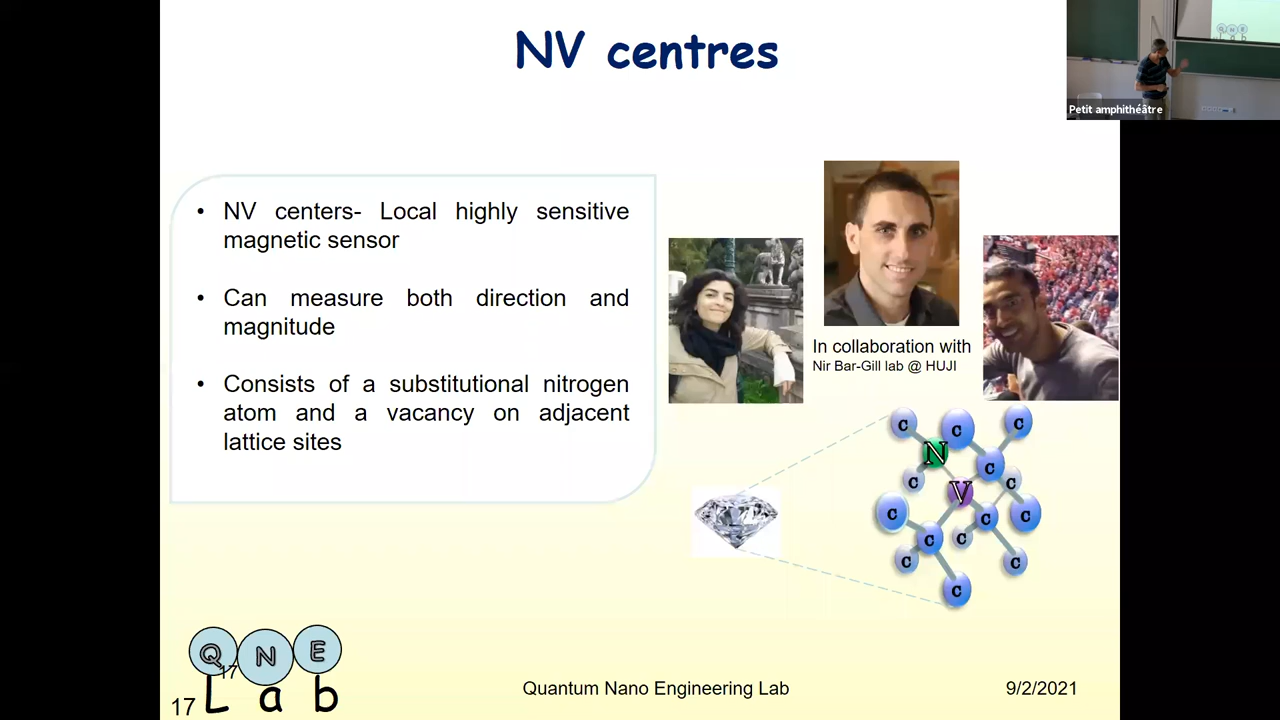 NV centres
Petit amphithéâtre
• NV centers- Local highly sensitive
magnetic sensor
• Can measure both direction and
magnitude
• Consists of a substitutional nitrogen
atom and a vacancy on adjacent
lattice sites
In collaboration with
Nir Bar-Gill lab @ HUJI
C
C
C
N
C
C
C
V
C
C
C
C
C
C
C
C
Q N E
17
Lab
17
Quantum Nano Engineering Lab
9/2/2021